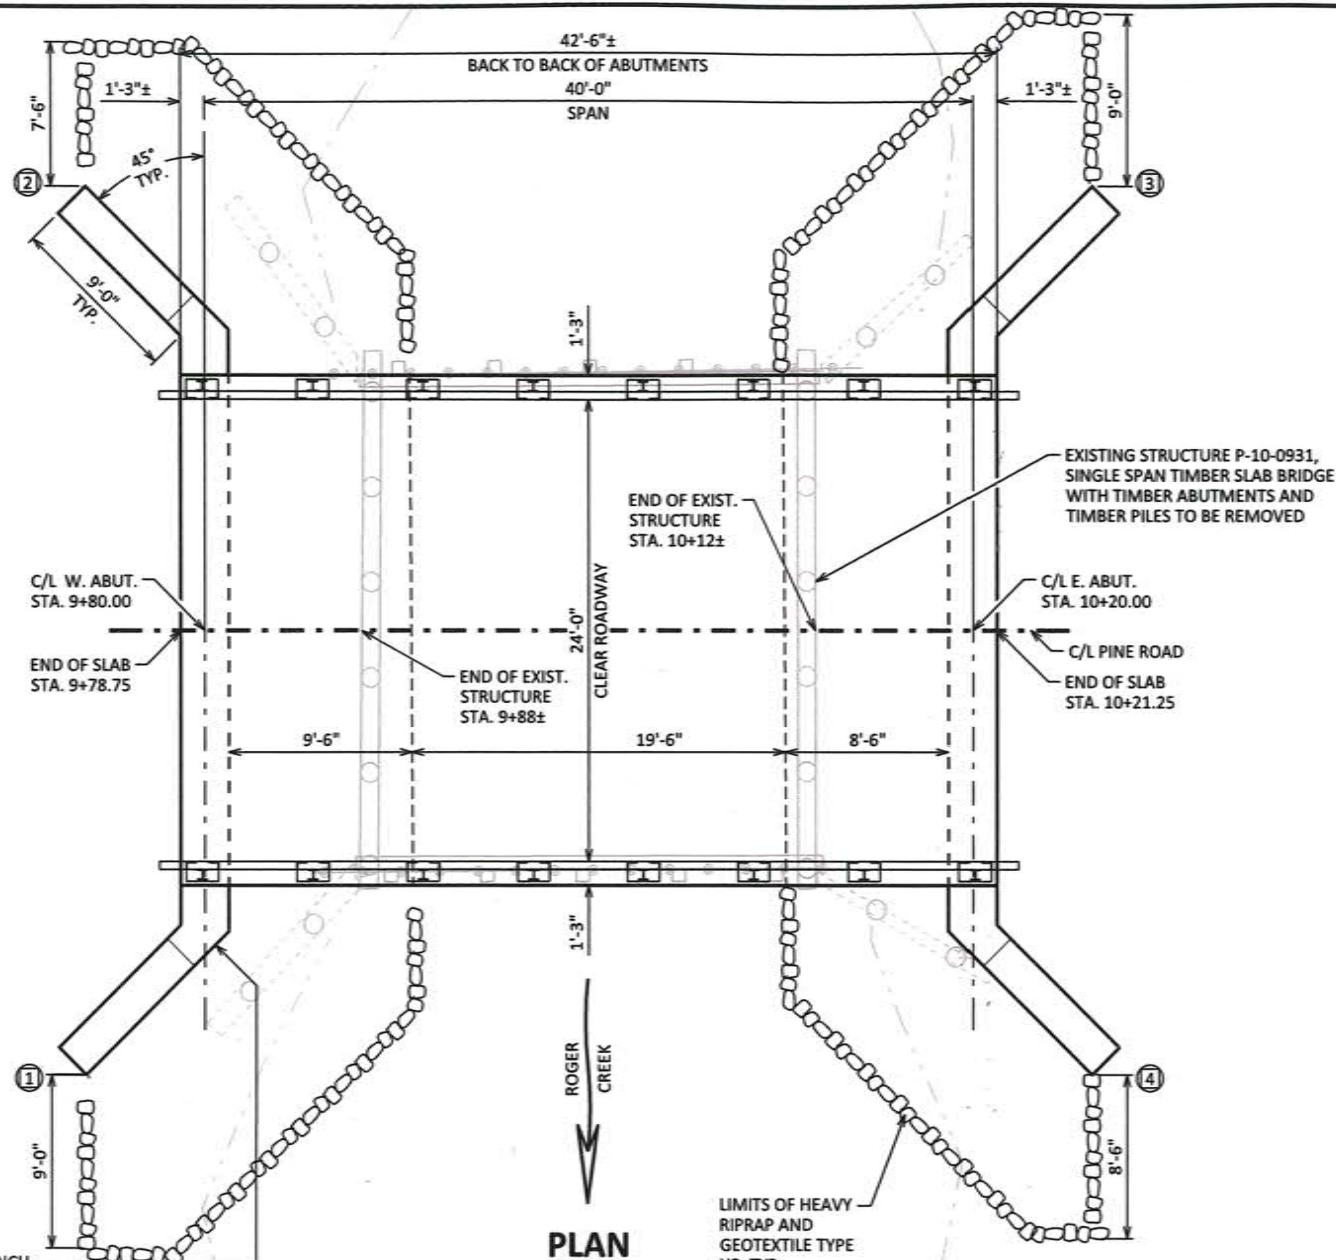 42'-6"±
BACK TO BACK OF ABUTMENTS
1'-3"±
40'-0"
1'-3"±
SPAN
7'-6"
9'-0"
45°
TYP.
2
3
9'-0"
TYP.
1'-3"
EXISTING STRUCTURE P-10-0931,
SINGLE SPAN TIMBER SLAB BRIDGE
WITH TIMBER ABUTMENTS AND
TIMBER PILES TO BE REMOVED
END OF EXIST.
STRUCTURE
STA. 10+12±
C/L W. ABUT.
STA. 9+80.00
C/L E. ABUT.
STA. 10+20.00
24'-0"
CLEAR ROADWAY
C/L PINE ROAD
END OF SLAB
STA. 9+78.75
END OF EXIST.
STRUCTURE
STA. 9+88±
END OF SLAB
STA. 10+21.25
9'-6"
19'-6"
8'-6"
1'-3"
ROGER
CREEK
1
4
9'-0"
8'-6"
LIMITS OF HEAVY
RIPRAP AND
GEOTEXTILE TYPE
PLAN